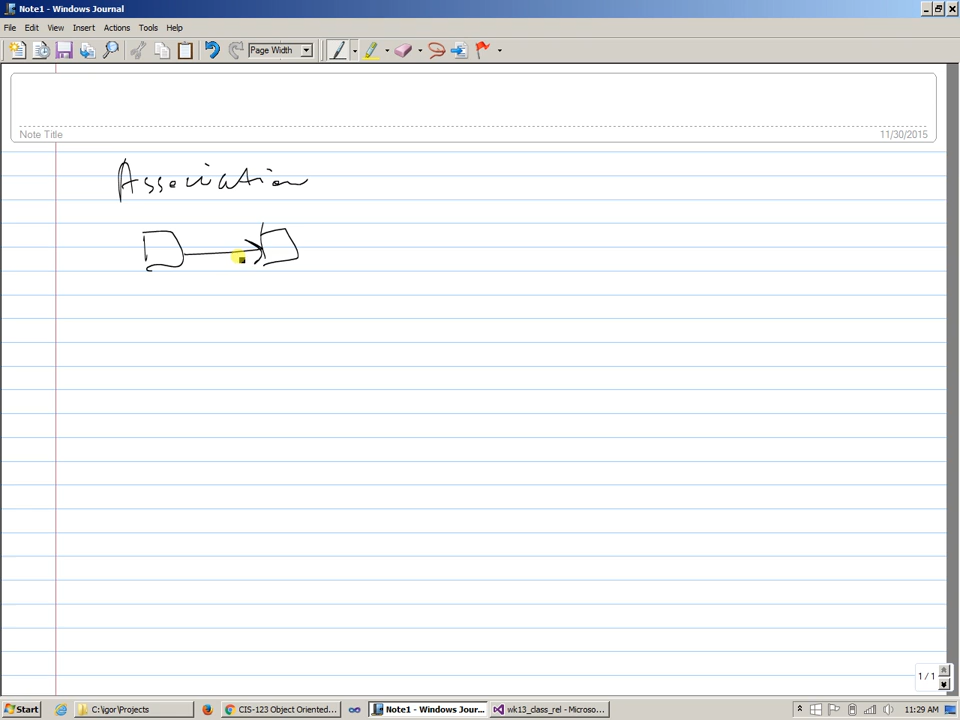 Note1 - Windows Journal
File Edit View Insert Actions Tools Help
Page Width
Note Title
11/30/2015
Association
1 / 1
Start
C:\igor\Projects
CIS-123 Object Oriented...
Note1 - Windows Jour...
wk13_class_rel - Microso...
11:29 AM